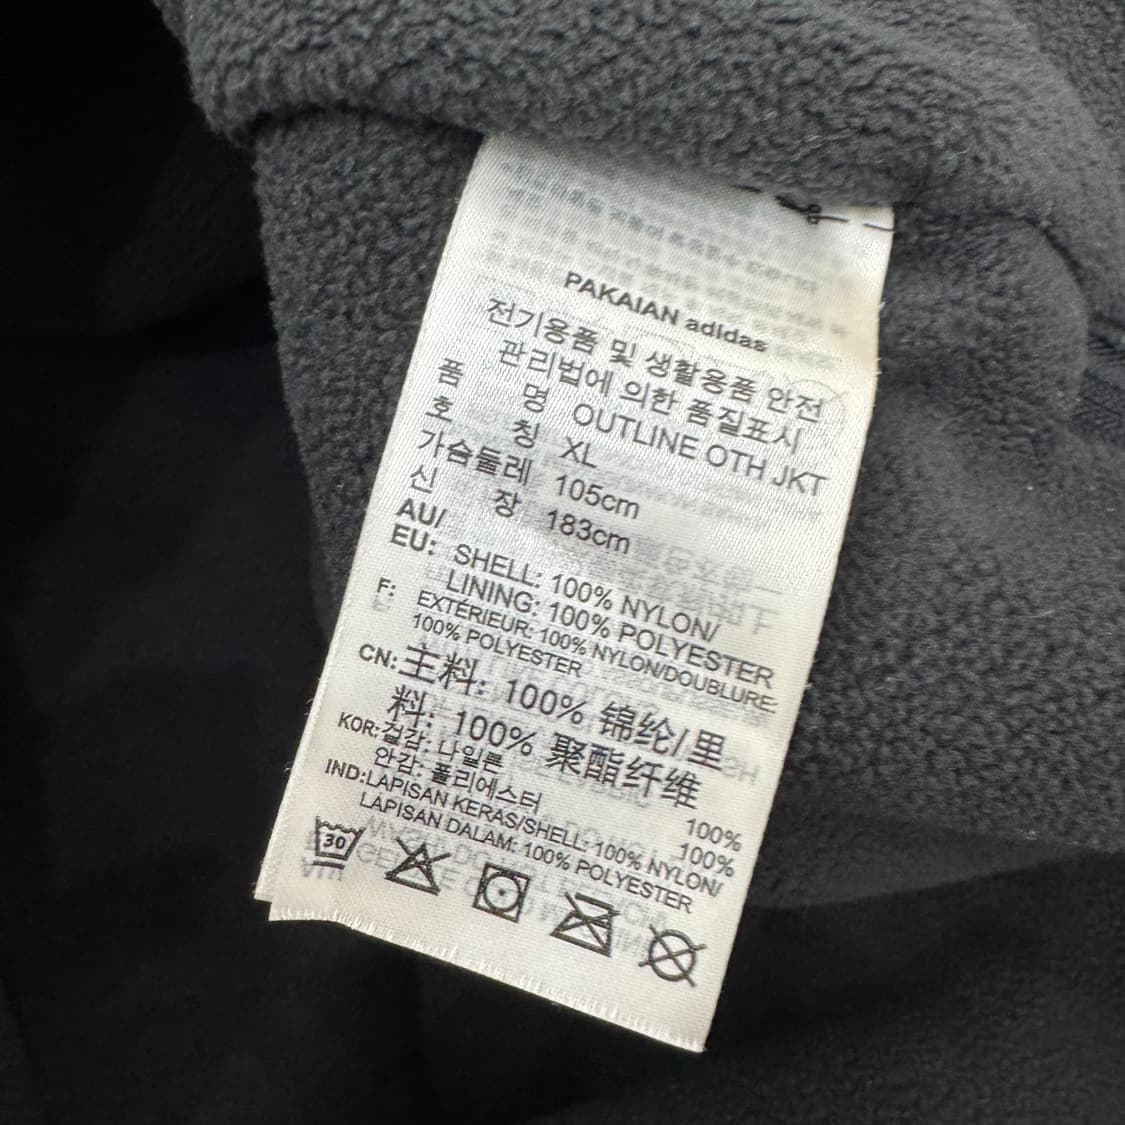 PAKAIAN adidas
전기용품 및 생활용품 안전
관리법에 의한 품질표시
품 명 OUTLINE OTH JKT
호 칭 XL
가슴둘레 105cm
신 장 183cm
AU/
EU: SHELL: 100% NYLON/
LINING: 100% POLYESTER
F: EXTÉRIEUR: 100% NYLON/DOUBLURE:
100% POLYESTER
CN: 主料: 100% 锦纶/里
料: 100% 聚酯纤维
KOR: 겉감: 나일론 100%
안감: 폴리에스터 100%
IND: LAPISAN KERAS/SHELL: 100% NYLON/
LAPISAN DALAM: 100% POLYESTER
30